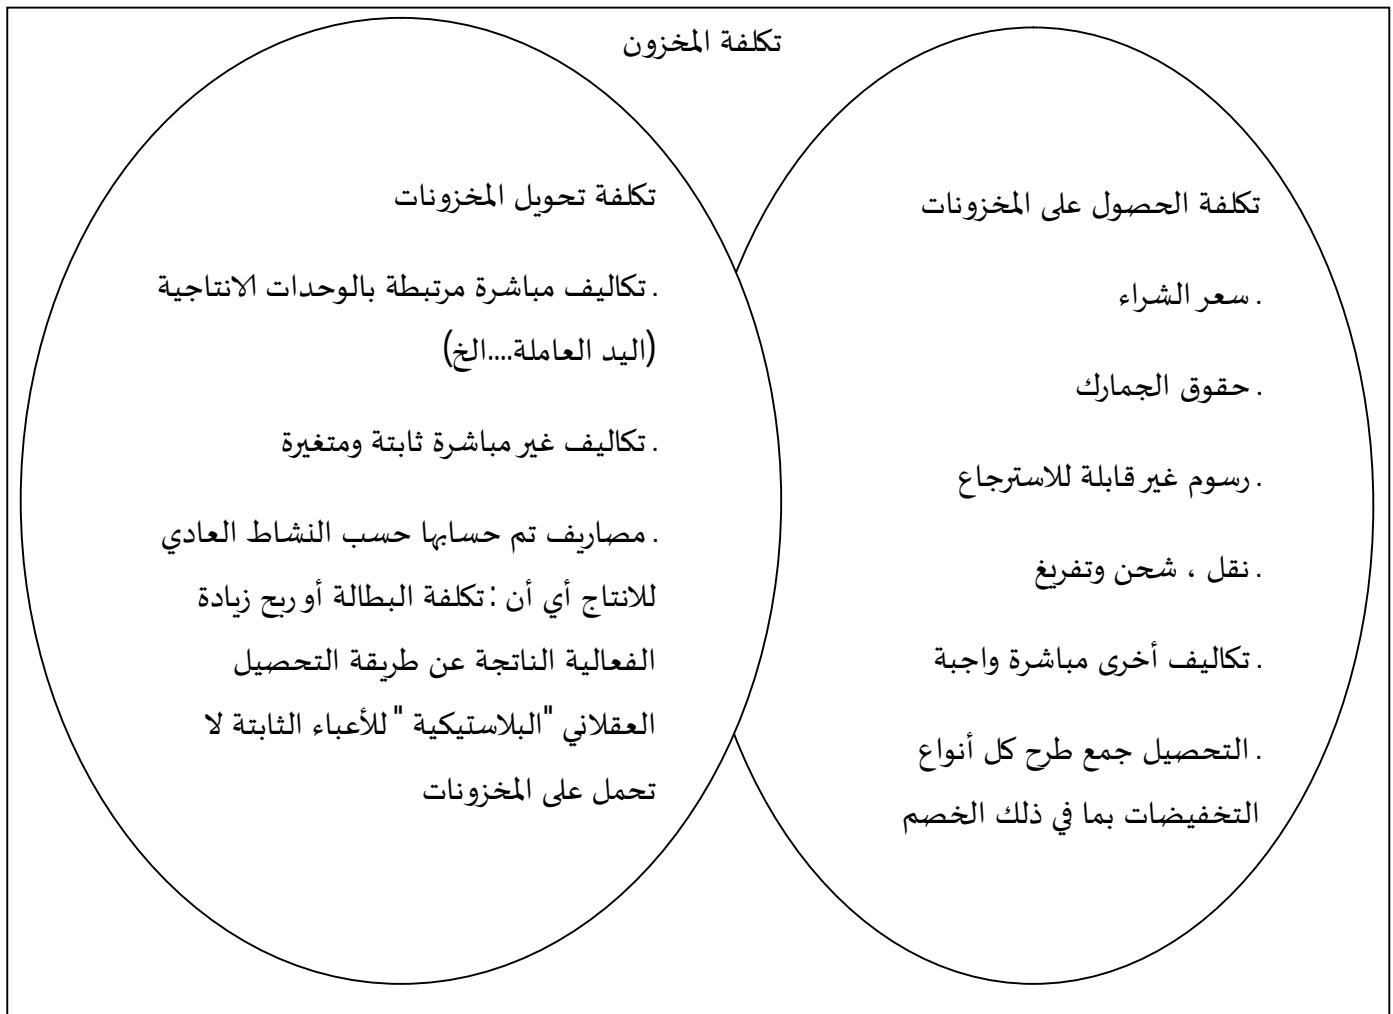 تكلفة المخزون
تكلفة الحصول على المخزونات
. سعر الشراء
. حقوق الجمارك
. رسوم غير قابلة للاسترجاع
. نقل ، شحن وتفريغ
. تكاليف أخرى مباشرة واجبة
. التحصيل جمع طرح كل أنواع
التخفيضات بما في ذلك الخصم
تكلفة تحويل المخزونات
. تكاليف مباشرة مرتبطة بالوحدات الانتاجية
(اليد العاملة....الخ)
. تكاليف غير مباشرة ثابتة ومتغيرة
. مصاريف تم حسابها حسب النشاط العادي
للانتاج أي أن : تكلفة البطالة أو ربح زيادة
الفعالية الناتجة عن طريقة التحصيل
العقلاني "البلاستيكية " للأعباء الثابتة لا
تحمل على المخزونات